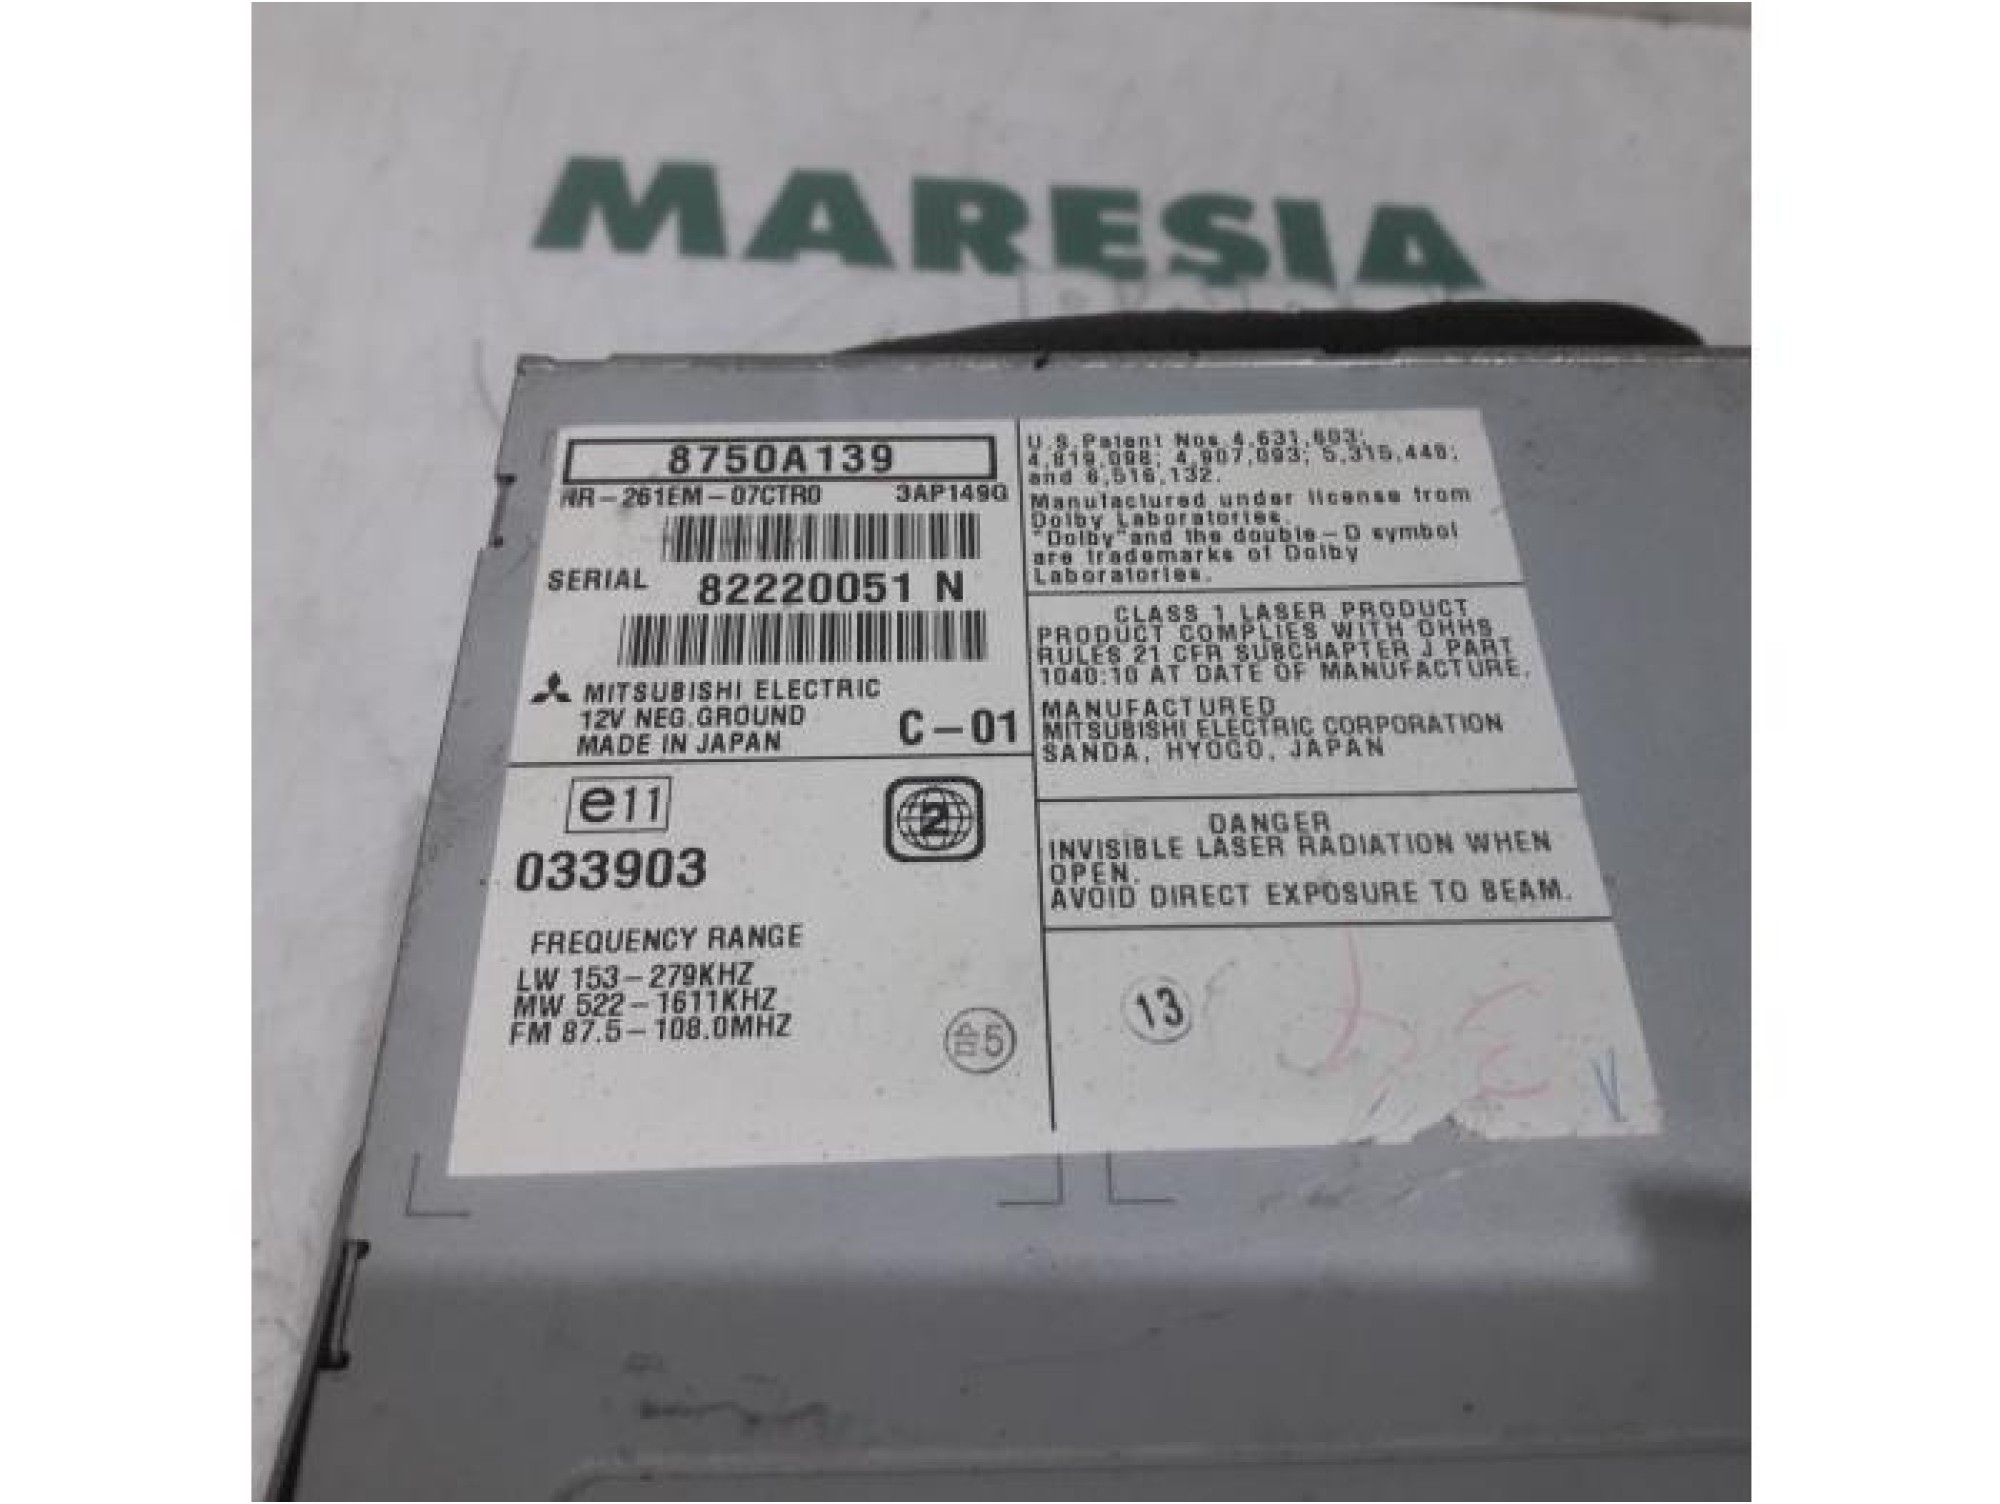 MARESIA
8750A139
NR-261EM-07CTR0 3AP149G
SERIAL 82220051 N
MITSUBISHI ELECTRIC
12V NEG.GROUND
MADE IN JAPAN
C-01
e11
2
033903
FREQUENCY RANGE
LW 153-279KHZ
MW 522-1611KHZ
FM 87.5-108.0MHZ
台5
U.S.Patent Nos.4,631,603;
4,819,098; 4,907,093; 5,315,448;
and 6,516,132.
Manufactured under license from
Dolby Laboratories.
"Dolby"and the double-D symbol
are trademarks of Dolby
Laboratories.
CLASS 1 LASER PRODUCT
PRODUCT COMPLIES WITH DHHS
RULES 21 CFR SUBCHAPTER J PART
1040:10 AT DATE OF MANUFACTURE.
MANUFACTURED
MITSUBISHI ELECTRIC CORPORATION
SANDA, HYOGO, JAPAN
DANGER
INVISIBLE LASER RADIATION WHEN
OPEN.
AVOID DIRECT EXPOSURE TO BEAM.
13